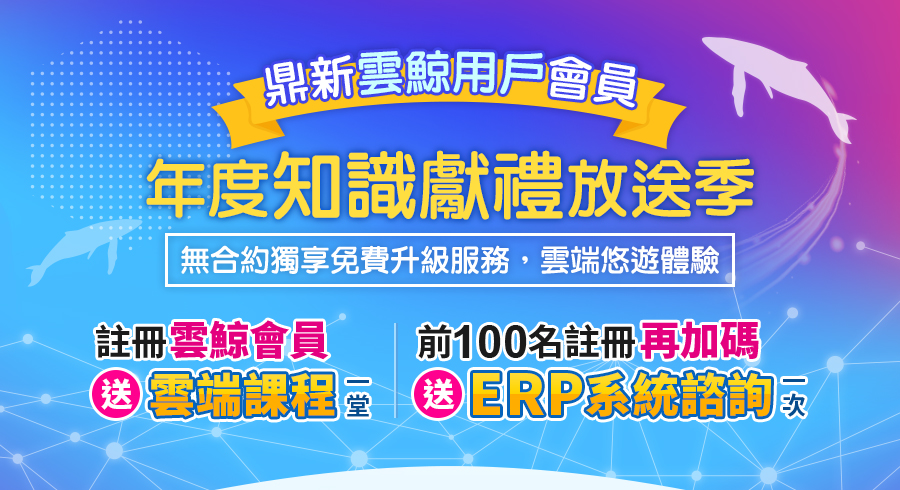 鼎新雲鯨用戶會員
年度知識獻禮放送季
無合約獨享免費升級服務，雲端悠遊體驗
註冊雲鯨會員
送雲端課程一堂
前100名註冊再加碼
送ERP系統諮詢一次